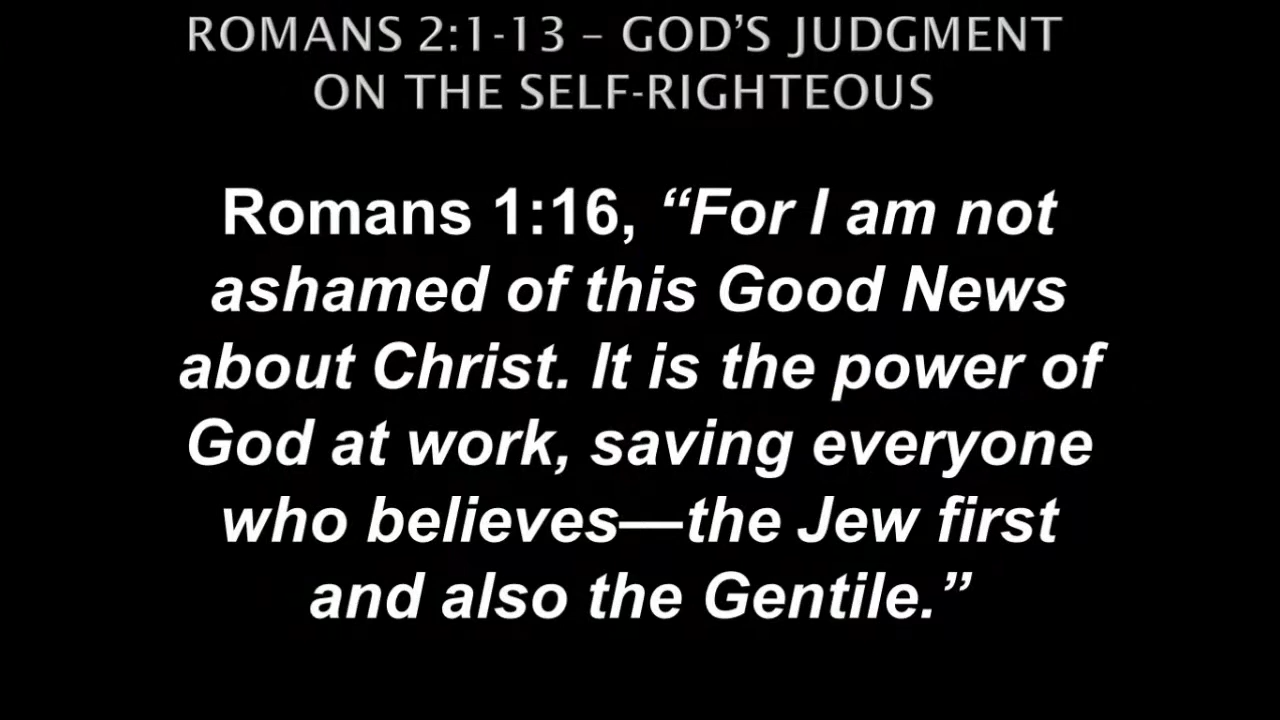 ROMANS 2:1-13 – GOD’S JUDGMENT
ON THE SELF-RIGHTEOUS
Romans 1:16, “For I am not
ashamed of this Good News
about Christ. It is the power of
God at work, saving everyone
who believes—the Jew first
and also the Gentile.”